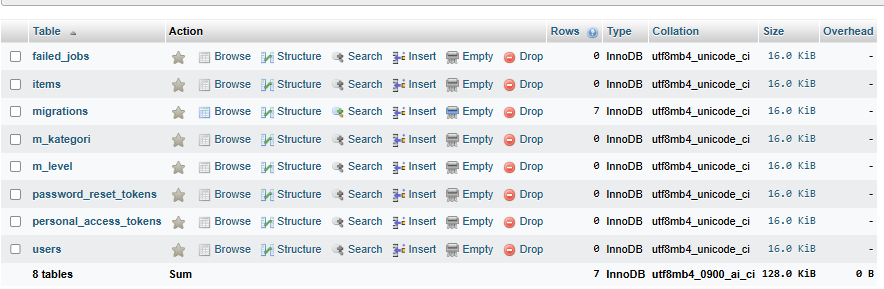 Table Action Rows Type Collation Size Overhead
failed_jobs Browse Structure Search Insert Empty Drop 0 InnoDB utf8mb4_unicode_ci 16.0 KiB -
items Browse Structure Search Insert Empty Drop 0 InnoDB utf8mb4_unicode_ci 16.0 KiB -
migrations Browse Structure Search Insert Empty Drop 7 InnoDB utf8mb4_unicode_ci 16.0 KiB -
m_kategori Browse Structure Search Insert Empty Drop 0 InnoDB utf8mb4_unicode_ci 16.0 KiB -
m_level Browse Structure Search Insert Empty Drop 0 InnoDB utf8mb4_unicode_ci 16.0 KiB -
password_reset_tokens Browse Structure Search Insert Empty Drop 0 InnoDB utf8mb4_unicode_ci 16.0 KiB -
personal_access_tokens Browse Structure Search Insert Empty Drop 0 InnoDB utf8mb4_unicode_ci 16.0 KiB -
users Browse Structure Search Insert Empty Drop 0 InnoDB utf8mb4_unicode_ci 16.0 KiB -
8 tables Sum 7 InnoDB utf8mb4_0900_ai_ci 128.0 KiB 0 B